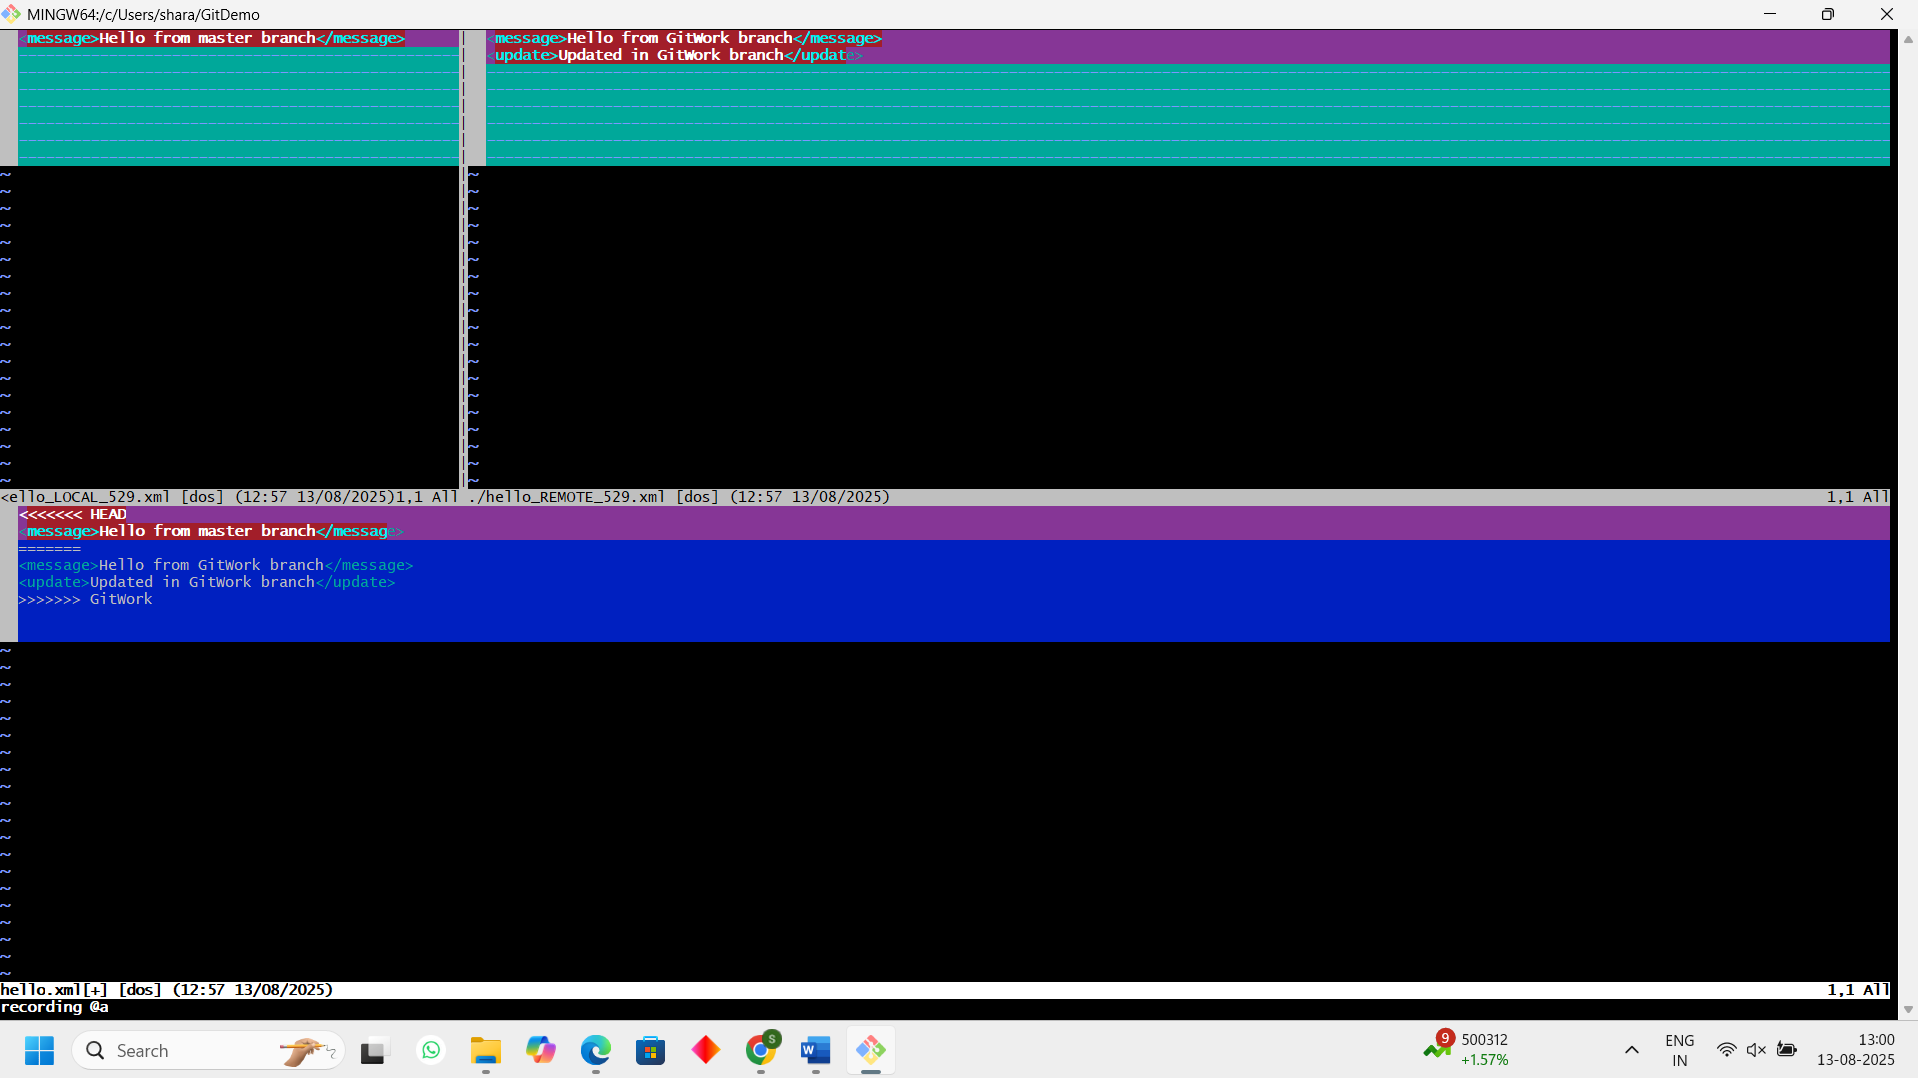 MINGW64:/c/Users/shara/GitDemo
<message>Hello from master branch</message>
<message>Hello from GitWork branch</message>
<update>Updated in GitWork branch</update>
<ello_LOCAL_529.xml [dos] (12:57 13/08/2025)1,1 All ./hello_REMOTE_529.xml [dos] (12:57 13/08/2025) 1,1 All
<<<<<<< HEAD
<message>Hello from master branch</message>
=======
<message>Hello from GitWork branch</message>
<update>Updated in GitWork branch</update>
>>>>>>> GitWork
hello.xml[+] [dos] (12:57 13/08/2025) 1,1 All
recording @a
Search
9
500312
+1.57%
S
W
ENG
IN
13:00
13-08-2025